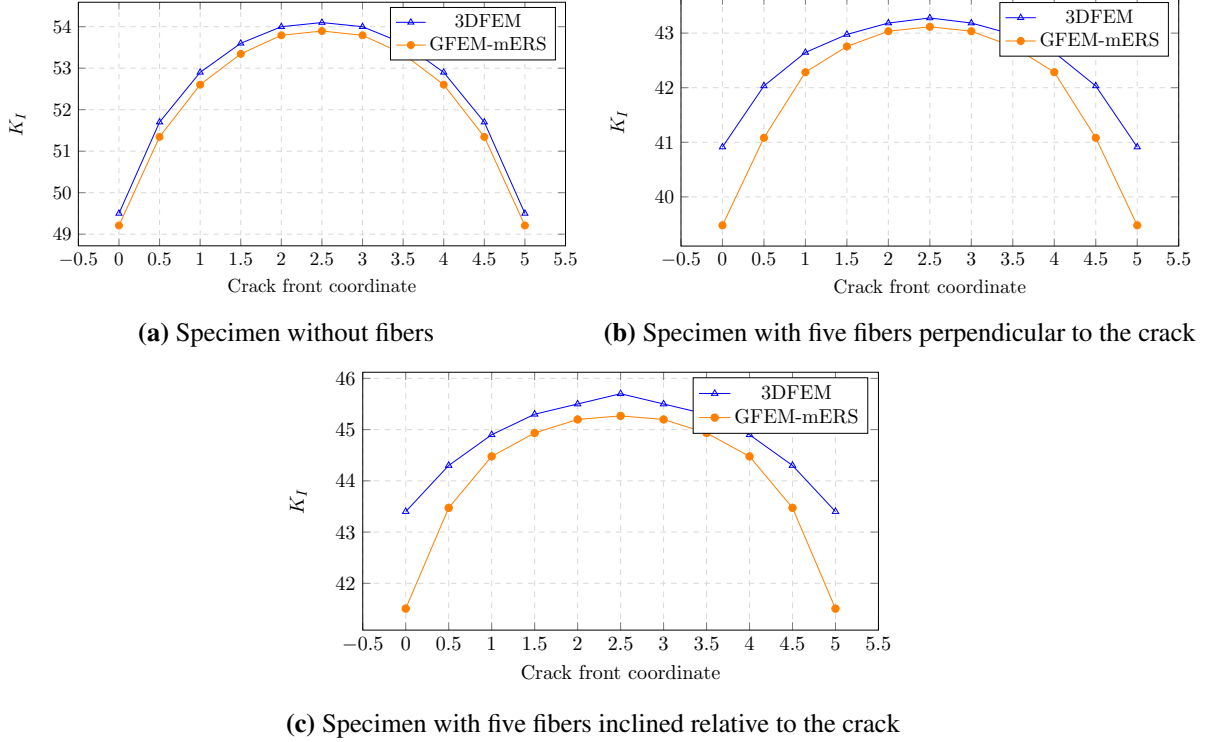 54
53
52
51
50
49
K_I
−0.5 0 0.5 1 1.5 2 2.5 3 3.5 4 4.5 5 5.5
Crack front coordinate
3DFEM
GFEM-mERS
(a) Specimen without fibers
43
42
41
40
K_I
−0.5 0 0.5 1 1.5 2 2.5 3 3.5 4 4.5 5 5.5
Crack front coordinate
3DFEM
GFEM-mERS
(b) Specimen with five fibers perpendicular to the crack
46
45
44
43
42
K_I
−0.5 0 0.5 1 1.5 2 2.5 3 3.5 4 4.5 5 5.5
Crack front coordinate
3DFEM
GFEM-mERS
(c) Specimen with five fibers inclined relative to the crack